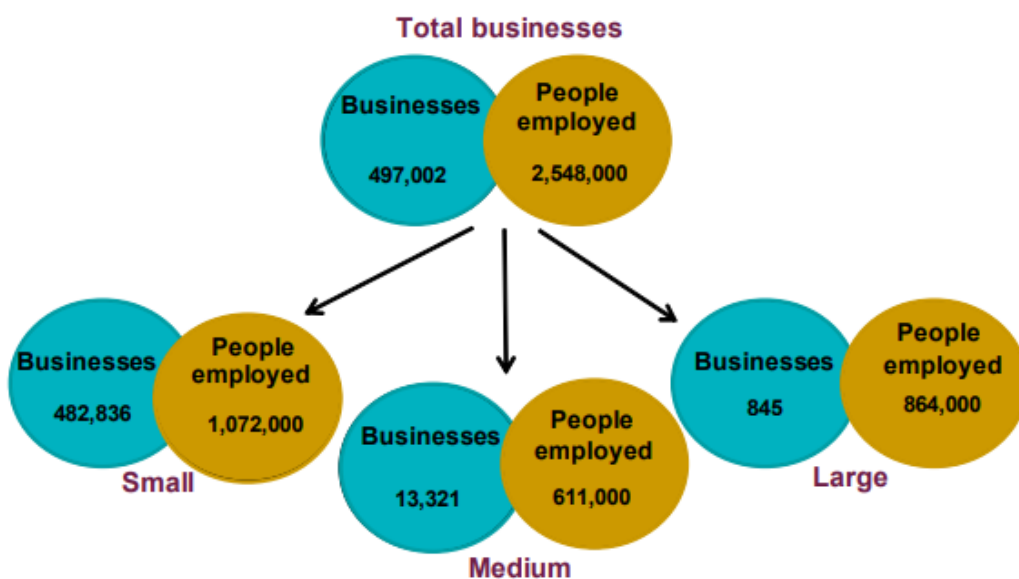 Total businesses
Businesses
497,002
People
employed
2,548,000
Businesses
482,836
People
employed
1,072,000
Small
Businesses
13,321
People
employed
611,000
Medium
Businesses
845
People
employed
864,000
Large